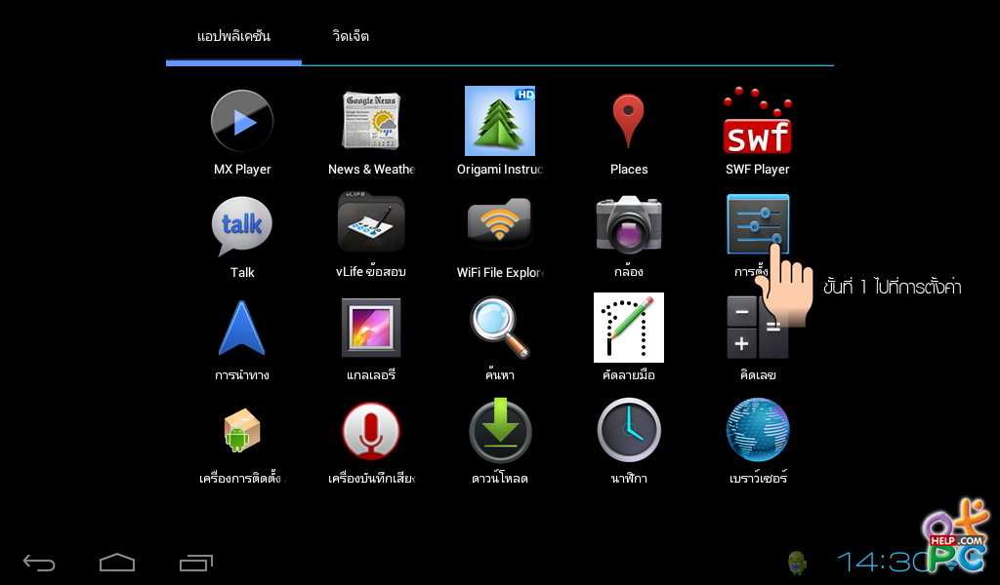 แอปพลิเคชัน วิดเจ็ต
Google News
HD
swf
MX Player News & Weathe Origami Instruc Places SWF Player
talk
vLife
Talk vLife ข้อสอบ WiFi File Explore กล้อง การตั้ง
ขั้นที่ 1 ไปที่การตั้งค่า
การนำทาง แกลเลอรี ค้นหา คัดลายมือ คิดเลข
เครื่องการติดตั้ง เครื่องบันทึกเสียง ดาวน์โหลด นาฬิกา เบราว์เซอร์
HELP.COM
PC
14:30